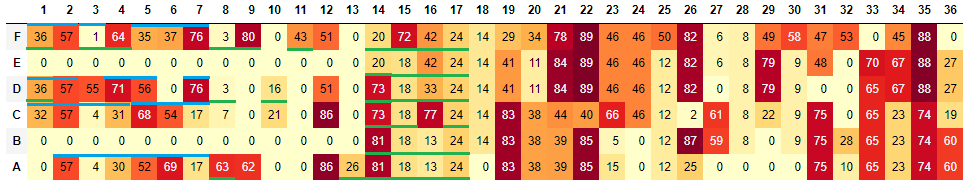 1 2 3 4 5 6 7 8 9 10 11 12 13 14 15 16 17 18 19 20 21 22 23 24 25 26 27 28 29 30 31 32 33 34 35 36
F 36 57 1 64 35 37 76 3 80 0 43 51 0 20 72 42 24 14 29 34 78 89 46 46 50 82 6 8 49 58 47 53 0 45 88 0
E 0 0 0 0 0 0 0 0 0 0 0 0 0 20 18 42 24 14 41 11 84 89 46 46 12 82 6 8 79 9 48 0 70 67 88 27
D 36 57 55 71 56 0 76 3 0 16 0 51 0 73 18 33 24 14 41 11 84 89 46 46 12 82 0 8 79 9 0 0 65 67 88 27
C 32 57 4 31 68 54 17 7 0 21 0 86 0 73 18 77 24 14 83 38 44 40 66 46 12 2 61 8 22 9 75 0 65 23 74 19
B 0 0 0 0 0 0 0 0 0 0 0 0 0 81 18 13 24 14 83 38 39 85 5 0 12 87 59 8 0 9 75 28 65 23 74 60
A 57 4 30 52 69 17 63 62 0 0 86 26 81 18 13 24 0 83 38 39 85 15 0 12 25 0 0 0 0 75 10 65 23 74 60